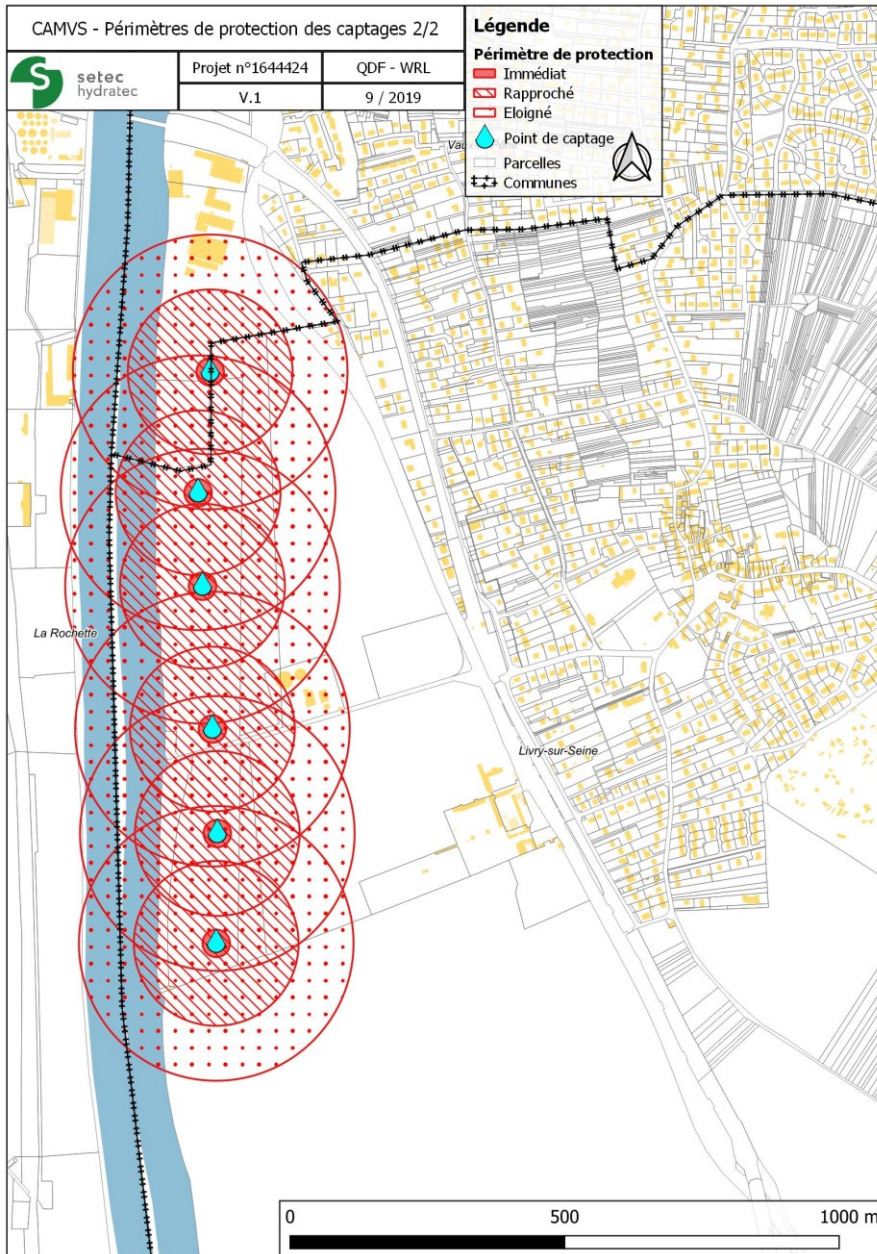 CAMVS - Périmètres de protection des captages 2/2
setec
hydratec
Projet n°1644424
QDF - WRL
V.1
9 / 2019
Légende
Périmètre de protection
Immédiat
Rapproché
Eloigné
Point de captage
Parcelles
Communes
Vaux
La Rochette
Livry-sur-Seine
0
500
1000 m